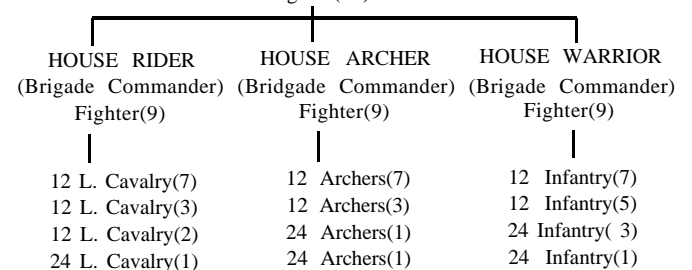 HOUSE RIDER
(Brigade Commander)
Fighter(9)
12 L. Cavalry(7)
12 L. Cavalry(3)
12 L. Cavalry(2)
24 L. Cavalry(1)
HOUSE ARCHER
(Bridgade Commander)
Fighter(9)
12 Archers(7)
12 Archers(3)
24 Archers(1)
24 Archers(1)
HOUSE WARRIOR
(Brigade Commander)
Fighter(9)
12 Infantry(7)
12 Infantry(5)
24 Infantry( 3)
24 Infantry(1)